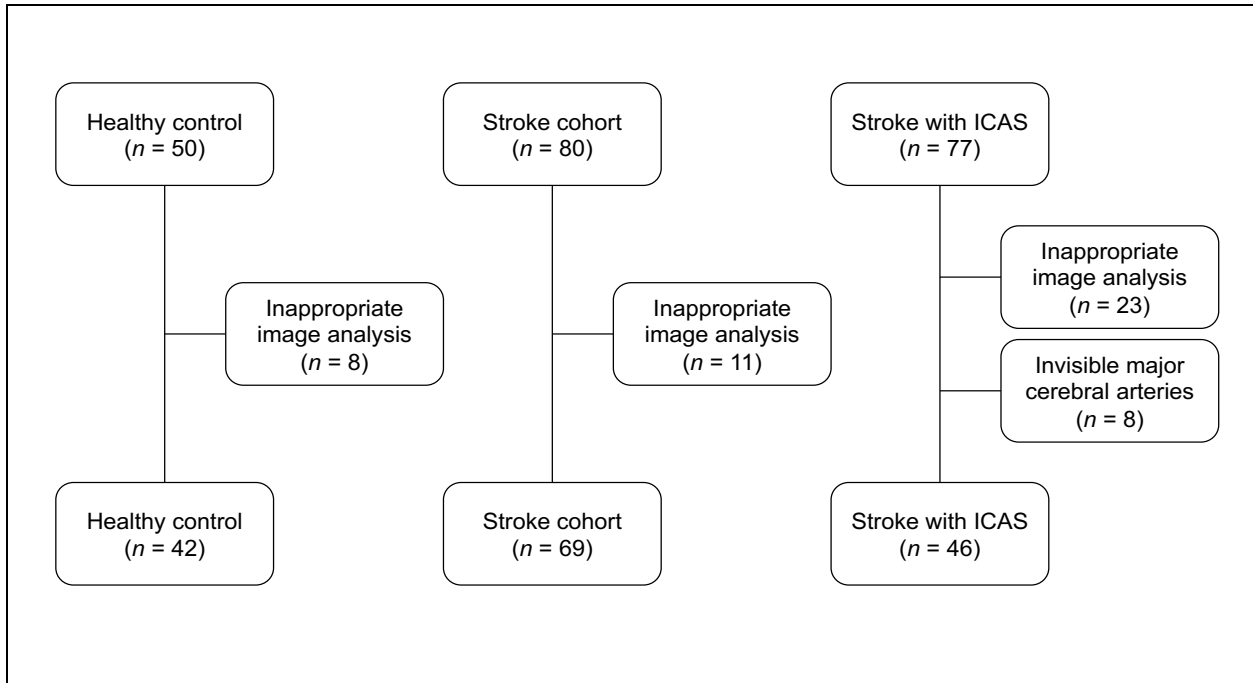 Healthy control
(n = 50)
Stroke cohort
(n = 80)
Stroke with ICAS
(n = 77)
Inappropriate
image analysis
(n = 8)
Inappropriate
image analysis
(n = 11)
Inappropriate
image analysis
(n = 23)
Invisible major
cerebral arteries
(n = 8)
Healthy control
(n = 42)
Stroke cohort
(n = 69)
Stroke with ICAS
(n = 46)